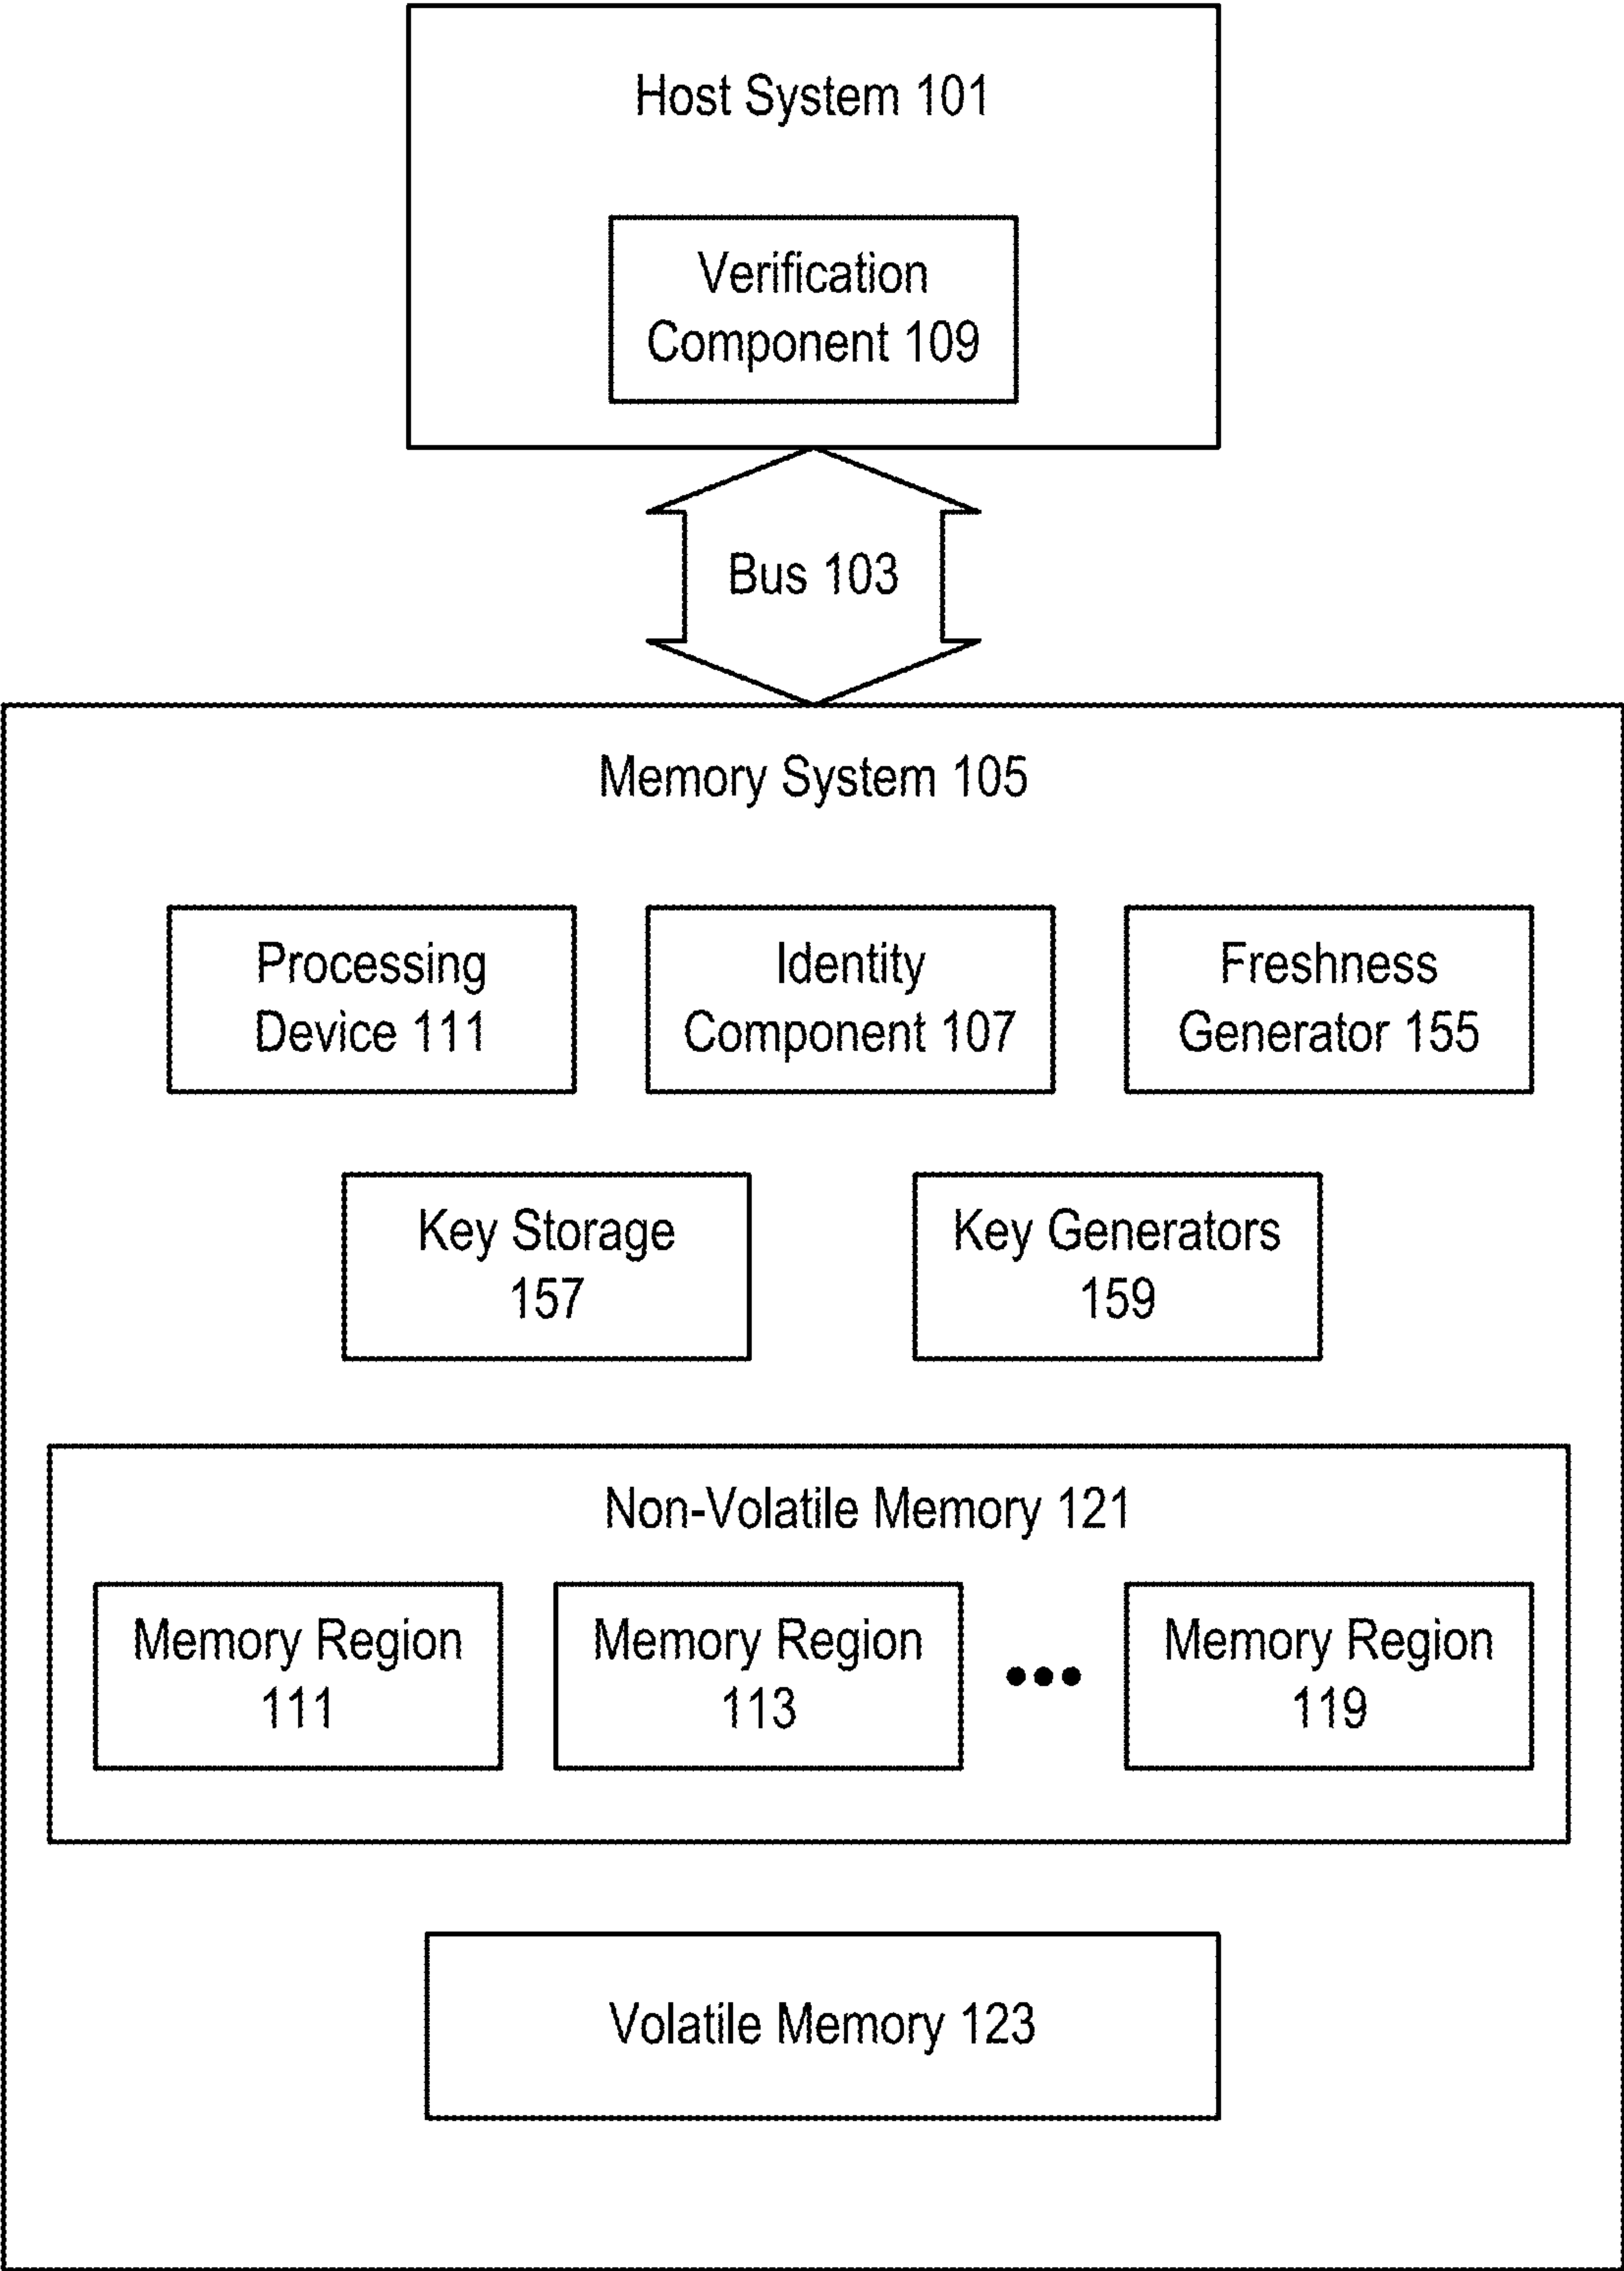 Host System 101
Verification
Component 109
Bus 103
Memory System 105
Processing
Device 111
Identity
Component 107
Freshness
Generator 155
Key Storage
157
Key Generators
159
Non-Volatile Memory 121
Memory Region
111
Memory Region
113
Memory Region
119
Volatile Memory 123